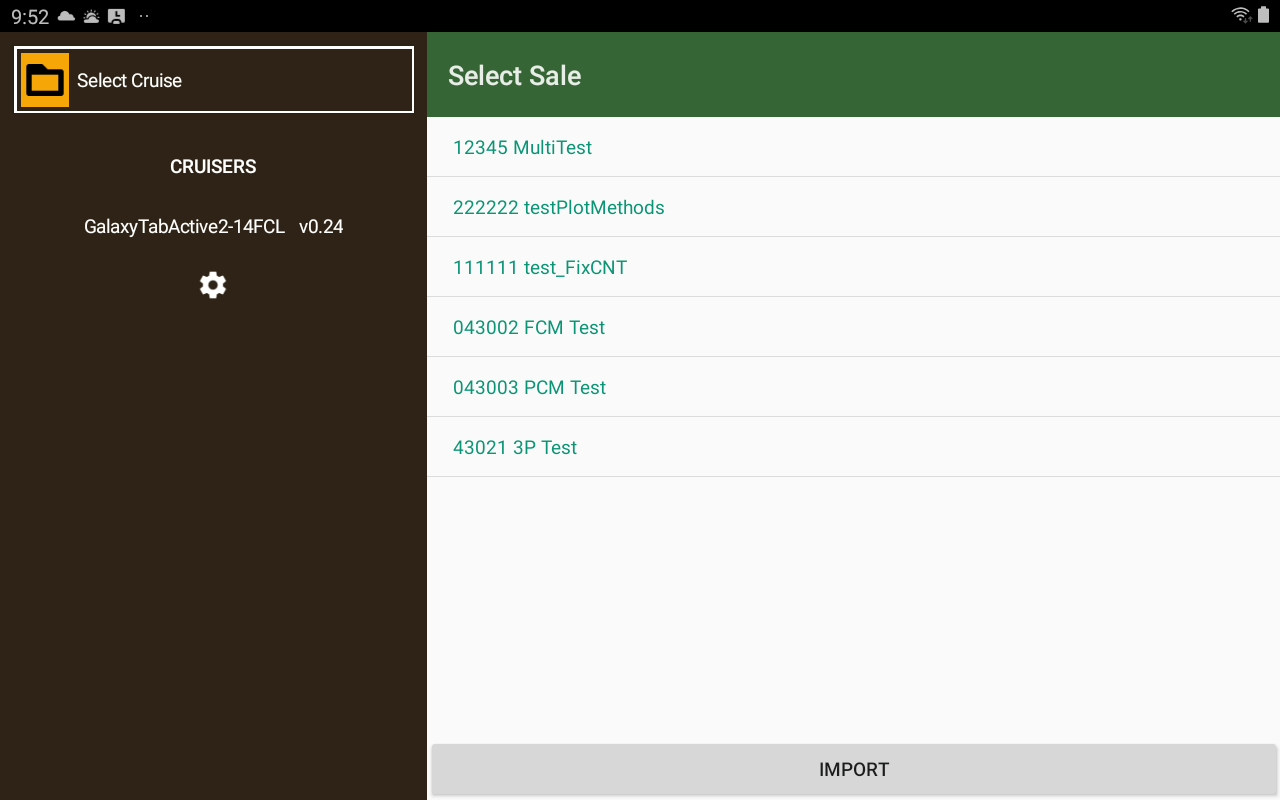 9:52
Select Cruise
CRUISERS
GalaxyTabActive2-14FCL v0.24
Select Sale
12345 MultiTest
222222 testPlotMethods
111111 test_FixCNT
043002 FCM Test
043003 PCM Test
43021 3P Test
IMPORT